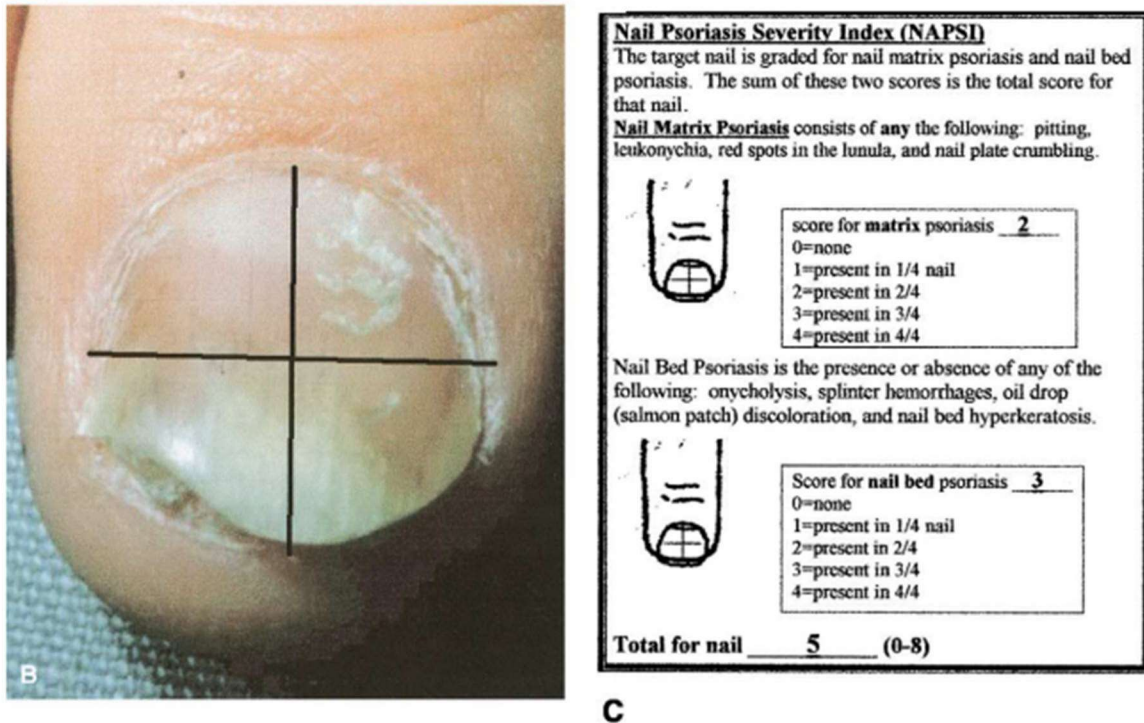 B
Nail Psoriasis Severity Index (NAPSI)
The target nail is graded for nail matrix psoriasis and nail bed
psoriasis. The sum of these two scores is the total score for
that nail.
Nail Matrix Psoriasis consists of any the following: pitting,
leukonychia, red spots in the lunula, and nail plate crumbling.
score for matrix psoriasis 2
0=none
1=present in 1/4 nail
2=present in 2/4
3=present in 3/4
4=present in 4/4
Nail Bed Psoriasis is the presence or absence of any of the
following: onycholysis, splinter hemorrhages, oil drop
(salmon patch) discoloration, and nail bed hyperkeratosis.
Score for nail bed psoriasis 3
0=none
1=present in 1/4 nail
2=present in 2/4
3=present in 3/4
4=present in 4/4
Total for nail 5 (0-8)
C